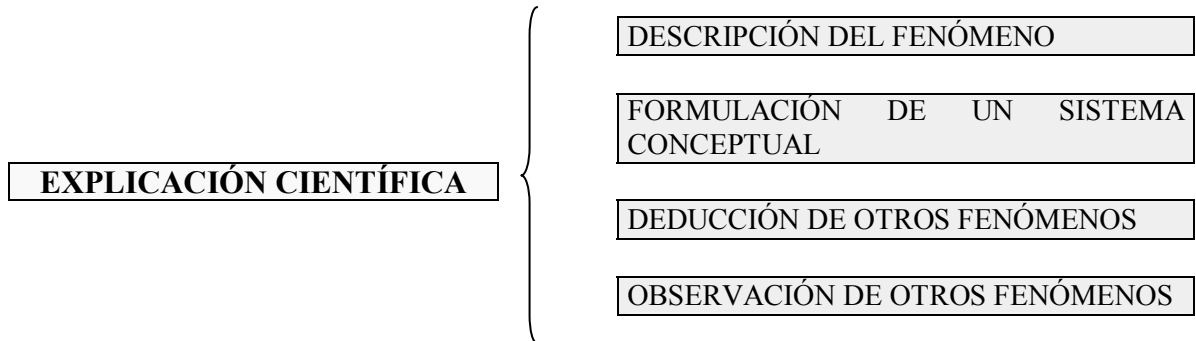 EXPLICACIÓN CIENTÍFICA
DESCRIPCIÓN DEL FENÓMENO
FORMULACIÓN DE UN SISTEMA
CONCEPTUAL
DEDUCCIÓN DE OTROS FENÓMENOS
OBSERVACIÓN DE OTROS FENÓMENOS